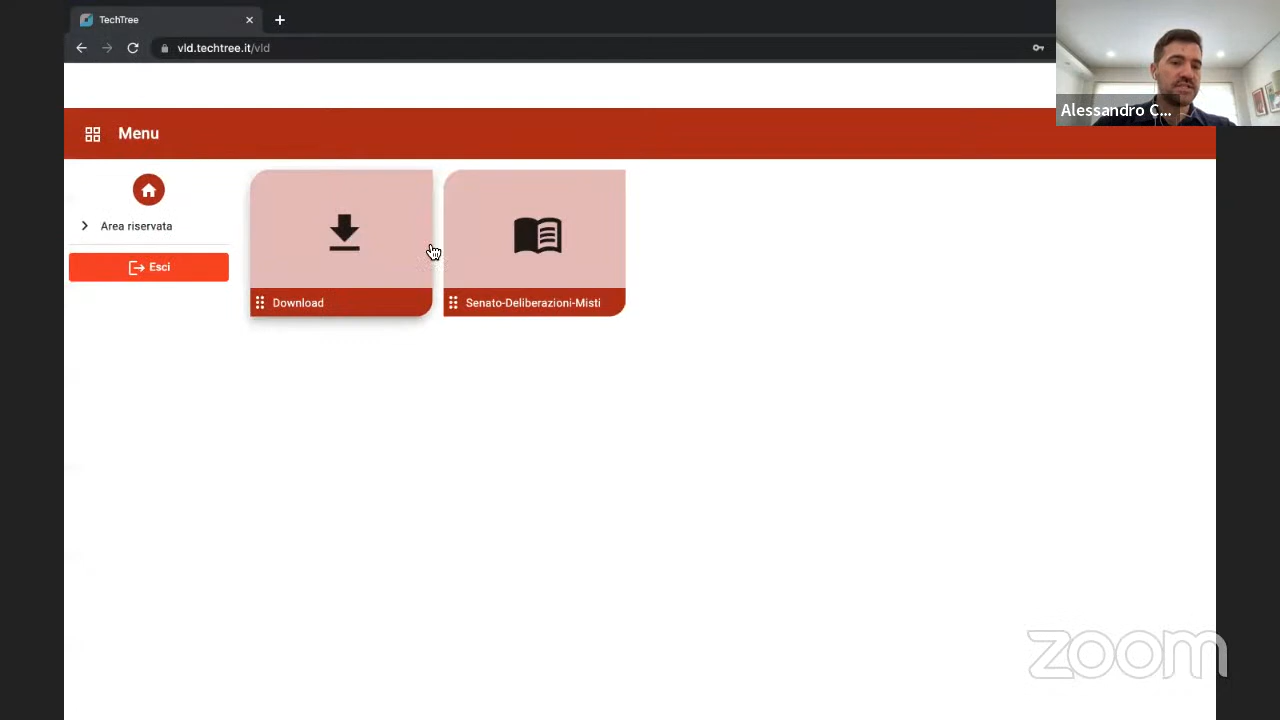 TechTree
vld.techtree.it/vld
Alessandro C...
Menu
Area riservata
Esci
Download
Senato-Deliberazioni-Misti
zoom